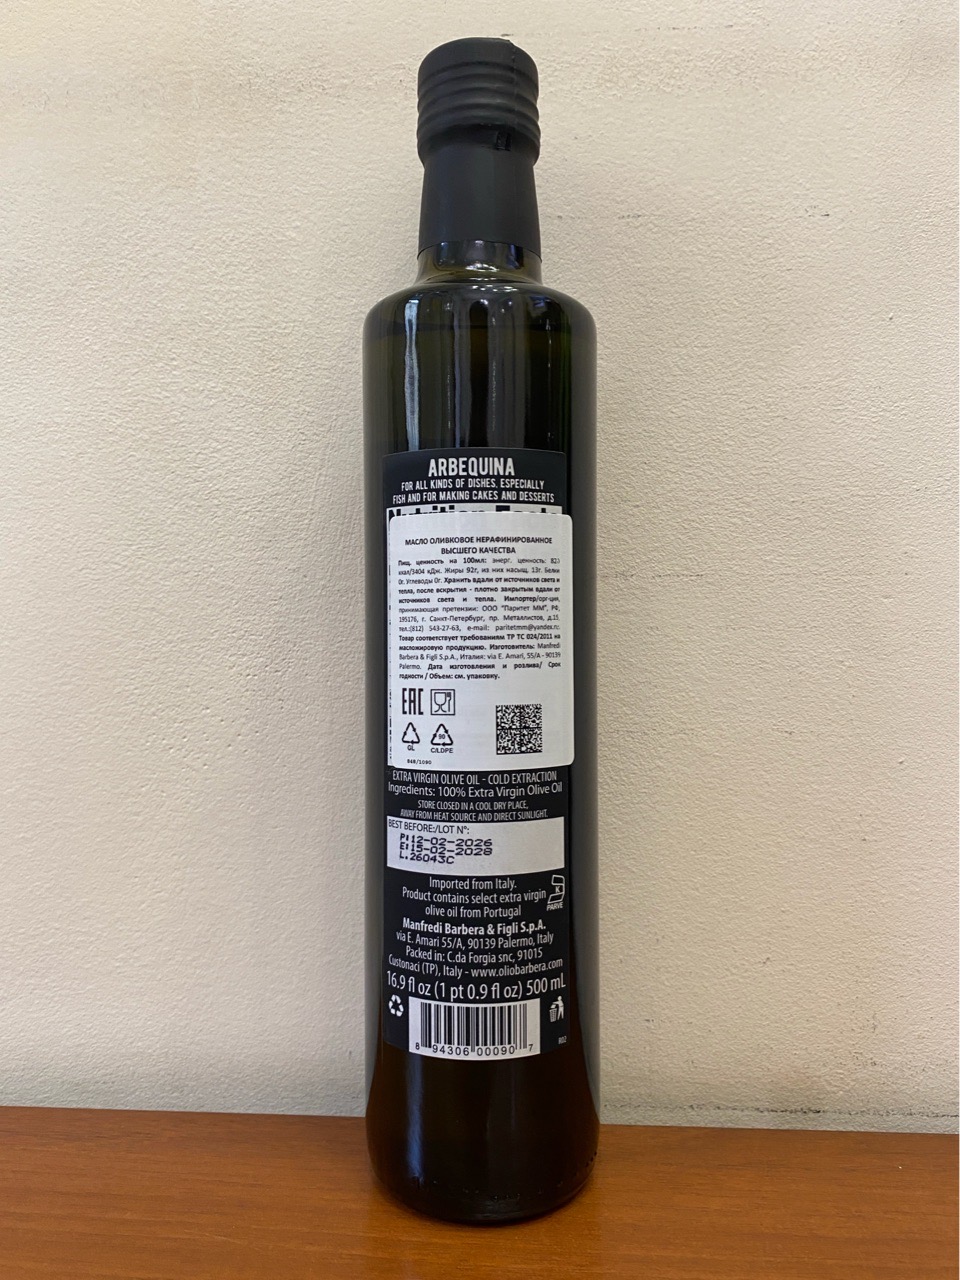 ARBEQUINA
FOR ALL KINDS OF DISHES, ESPECIALLY
FISH AND FOR MAKING CAKES AND DESSERTS
Nutrition Facts
МАСЛО ОЛИВКОВОЕ НЕРАФИНИРОВАННОЕ
ВЫСШЕГО КАЧЕСТВА
Пищ. ценность на 100мл: энерг. ценность: 823
ккал/3404 кДж. Жиры 92г, из них насыщ. 13г. Белки
0г. Углеводы 0г. Хранить вдали от источников света и
тепла, после вскрытия - плотно закрытым вдали от
источников света и тепла. Импортер/орг-ция,
принимающая претензии: ООО "Паритет ММ", РФ,
195176, г. Санкт-Петербург, пр. Металлистов, д.15,
тел.:(812) 543-27-63, e-mail: paritetmm@yandex.ru
Товар соответствует требованиям ТР ТС 024/2011 на
масложировую продукцию. Изготовитель: Manfredi
Barbera & Figli S.p.A., Италия: via E. Amari, 55/A - 90139
Palermo. Дата изготовления и розлива/ Срок
годности / Объем: см. упаковку.
EAC
GL
90
C/LDPE
848/1090
EXTRA VIRGIN OLIVE OIL - COLD EXTRACTION
Ingredients: 100% Extra Virgin Olive Oil
STORE CLOSED IN A COOL DRY PLACE,
AWAY FROM HEAT SOURCE AND DIRECT SUNLIGHT.
BEST BEFORE:/LOT N°:
P:12-02-2026
E:15-02-2028
L.26043C
Imported from Italy.
Product contains select extra virgin
olive oil from Portugal
K
PARVE
Manfredi Barbera & Figli S.p.A.
via E. Amari 55/A, 90139 Palermo, Italy
Packed in: C.da Forgia snc, 91015
Custonaci (TP), Italy - www.oliobarbera.com
16.9 fl oz (1 pt 0.9 fl oz) 500 mL
8 94306 00090 7
R02